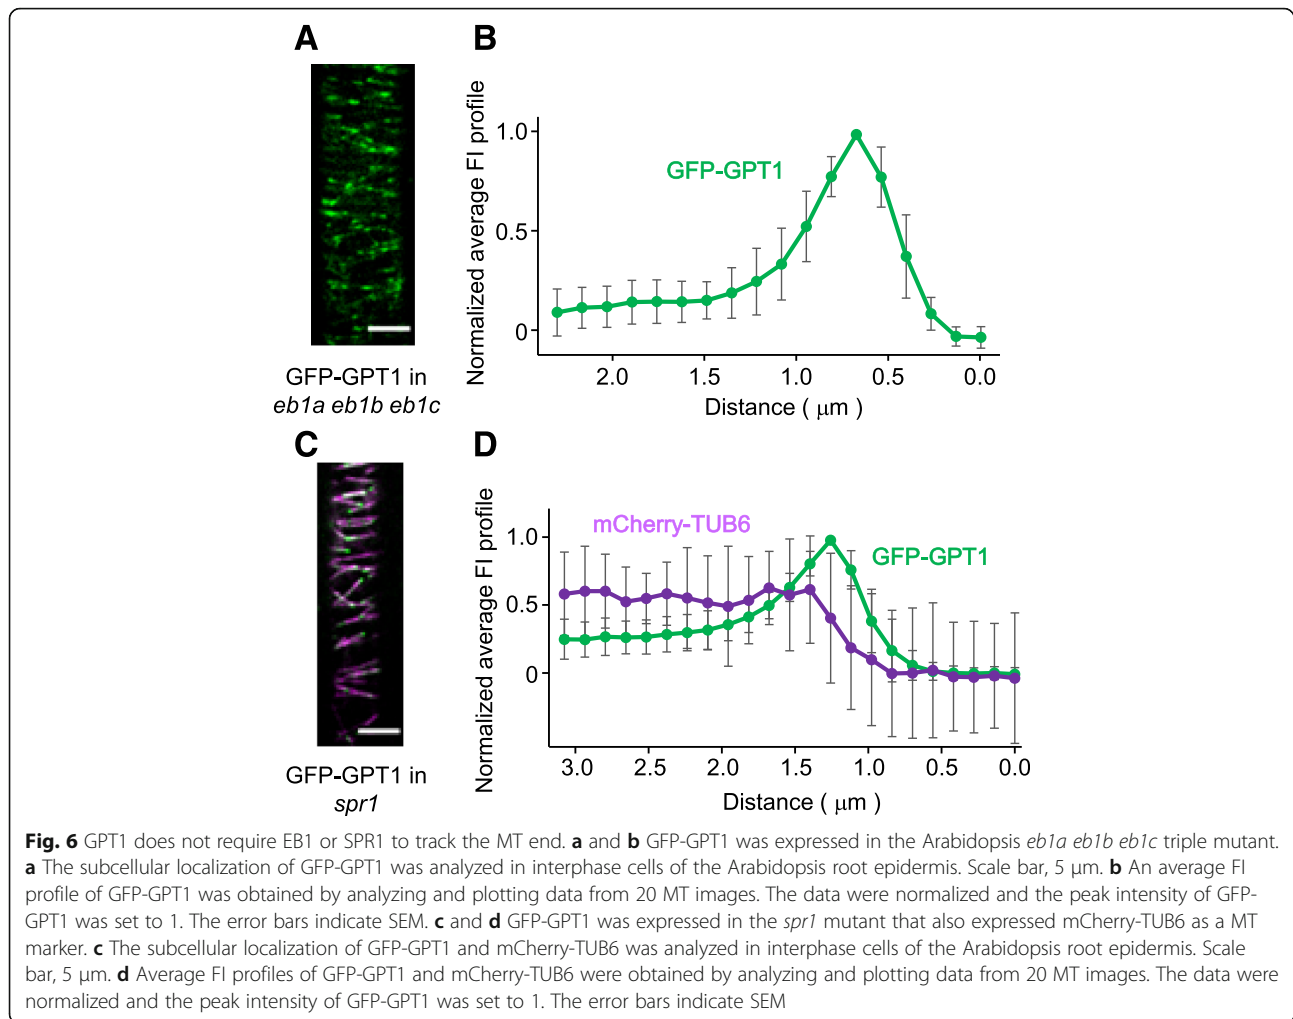 A
B
Normalized average FI profile
1.0
0.5
0
GFP-GPT1
2.0 1.5 1.0 0.5 0.0
Distance ( μm )
GFP-GPT1 in
eb1a eb1b eb1c
C
D
Normalized average FI profile
1.0
0.5
0
mCherry-TUB6
GFP-GPT1
3.0 2.5 2.0 1.5 1.0 0.5 0.0
Distance ( μm )
GFP-GPT1 in
spr1
Fig. 6 GPT1 does not require EB1 or SPR1 to track the MT end. a and b GFP-GPT1 was expressed in the Arabidopsis eb1a eb1b eb1c triple mutant.
a The subcellular localization of GFP-GPT1 was analyzed in interphase cells of the Arabidopsis root epidermis. Scale bar, 5 μm. b An average FI
profile of GFP-GPT1 was obtained by analyzing and plotting data from 20 MT images. The data were normalized and the peak intensity of GFP-
GPT1 was set to 1. The error bars indicate SEM. c and d GFP-GPT1 was expressed in the spr1 mutant that also expressed mCherry-TUB6 as a MT
marker. c The subcellular localization of GFP-GPT1 and mCherry-TUB6 was analyzed in interphase cells of the Arabidopsis root epidermis. Scale
bar, 5 μm. d Average FI profiles of GFP-GPT1 and mCherry-TUB6 were obtained by analyzing and plotting data from 20 MT images. The data were
normalized and the peak intensity of GFP-GPT1 was set to 1. The error bars indicate SEM